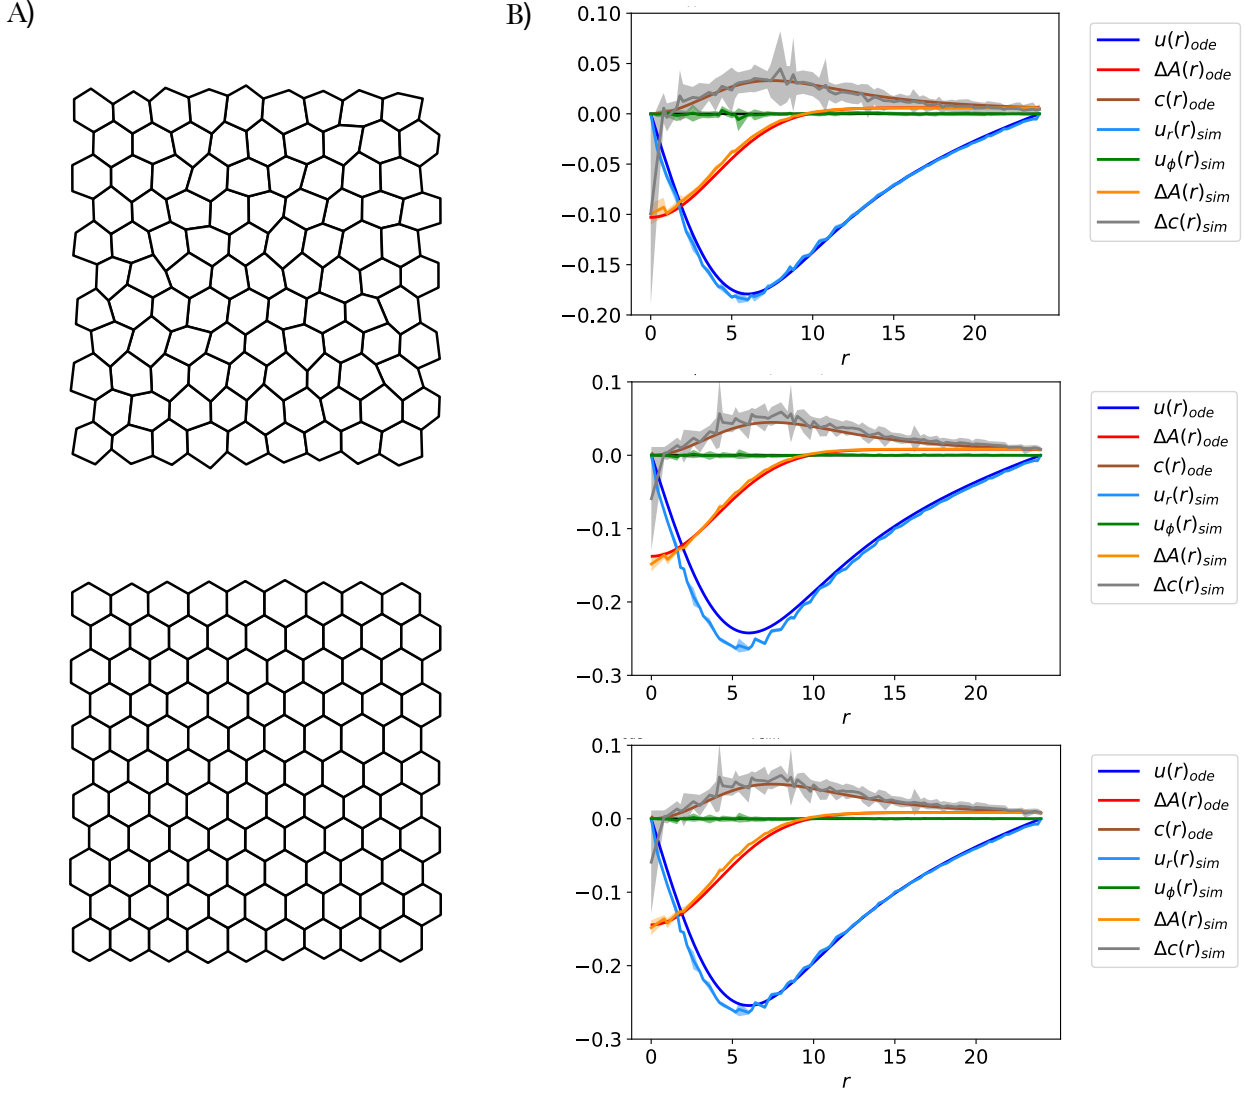 A)
B)
0.10
0.05
0.00
−0.05
−0.10
−0.15
−0.20
0 5 10 15 20
r
u(r)ode
ΔA(r)ode
c(r)ode
ur(r)sim
uϕ(r)sim
ΔA(r)sim
Δc(r)sim
0.1
0.0
−0.1
−0.2
−0.3
0 5 10 15 20
r
u(r)ode
ΔA(r)ode
c(r)ode
ur(r)sim
uϕ(r)sim
ΔA(r)sim
Δc(r)sim
0.1
0.0
−0.1
−0.2
−0.3
0 5 10 15 20
r
u(r)ode
ΔA(r)ode
c(r)ode
ur(r)sim
uϕ(r)sim
ΔA(r)sim
Δc(r)sim